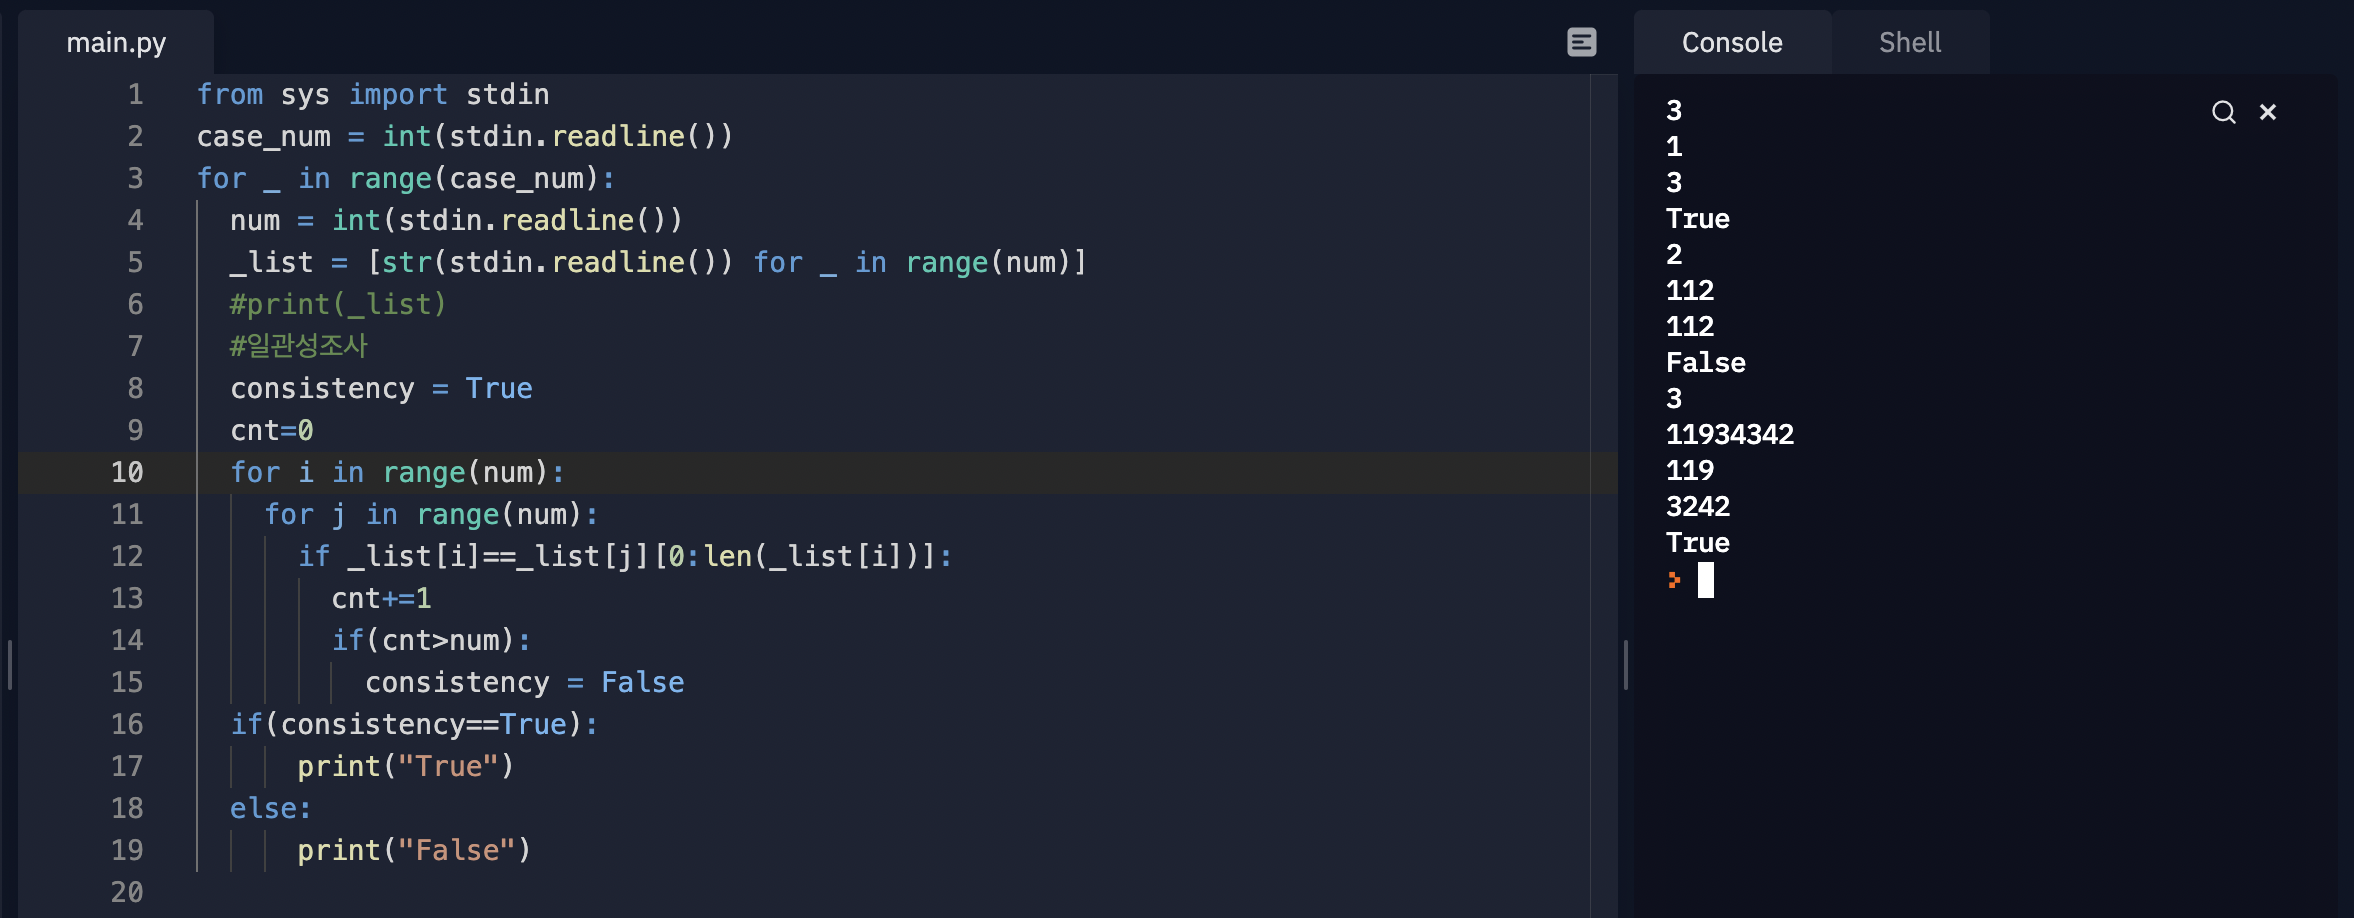 main.py
1 from sys import stdin
2 case_num = int(stdin.readline())
3 for _ in range(case_num):
4   num = int(stdin.readline())
5   _list = [str(stdin.readline()) for _ in range(num)]
6   #print(_list)
7   #일관성조사
8   consistency = True
9   cnt=0
10   for i in range(num):
11     for j in range(num):
12       if _list[i]==_list[j][0:len(_list[i])]:
13         cnt+=1
14         if(cnt>num):
15           consistency = False
16   if(consistency==True):
17       print("True")
18   else:
19       print("False")
20
Console Shell
3
1
3
True
2
112
112
False
3
11934342
119
3242
True